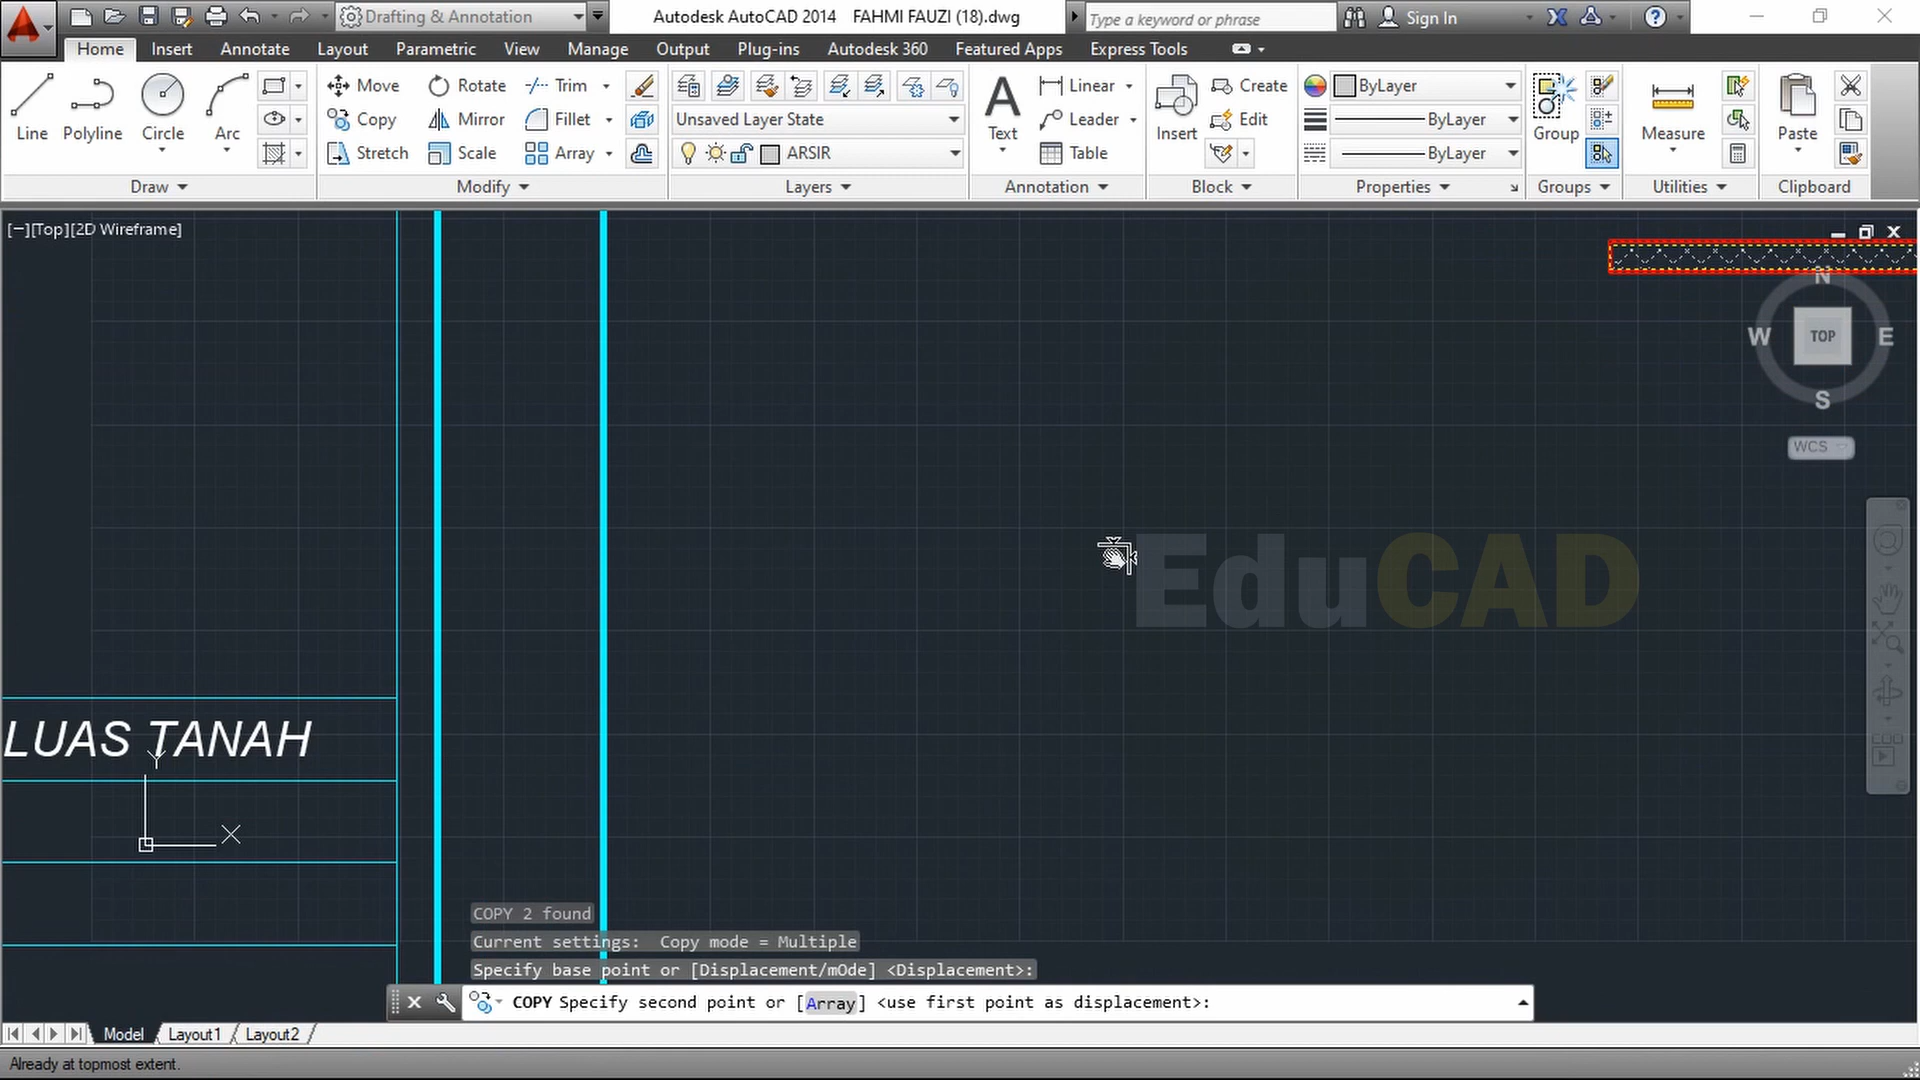 Drafting & Annotation
Autodesk AutoCAD 2014 FAHMI FAUZI (18).dwg
Type a keyword or phrase
Sign In
Home Insert Annotate Layout Parametric View Manage Output Plug-ins Autodesk 360 Featured Apps Express Tools
Line Polyline Circle Arc
Move Rotate Trim
Copy Mirror Fillet
Stretch Scale Array
Unsaved Layer State
ARSIR
Text
Linear
Leader
Table
Insert
Create
Edit
ByLayer
ByLayer
ByLayer
Group
Measure
Paste
Draw Modify Layers Annotation Block Properties Groups Utilities Clipboard
[−][Top][2D Wireframe]
N
W TOP E
S
WCS
EduCAD
LUAS TANAH
Y
X
COPY 2 found
Current settings: Copy mode = Multiple
Specify base point or [Displacement/mOde] <Displacement>:
COPY Specify second point or [Array] <use first point as displacement>:
Model Layout1 Layout2
Already at topmost extent.